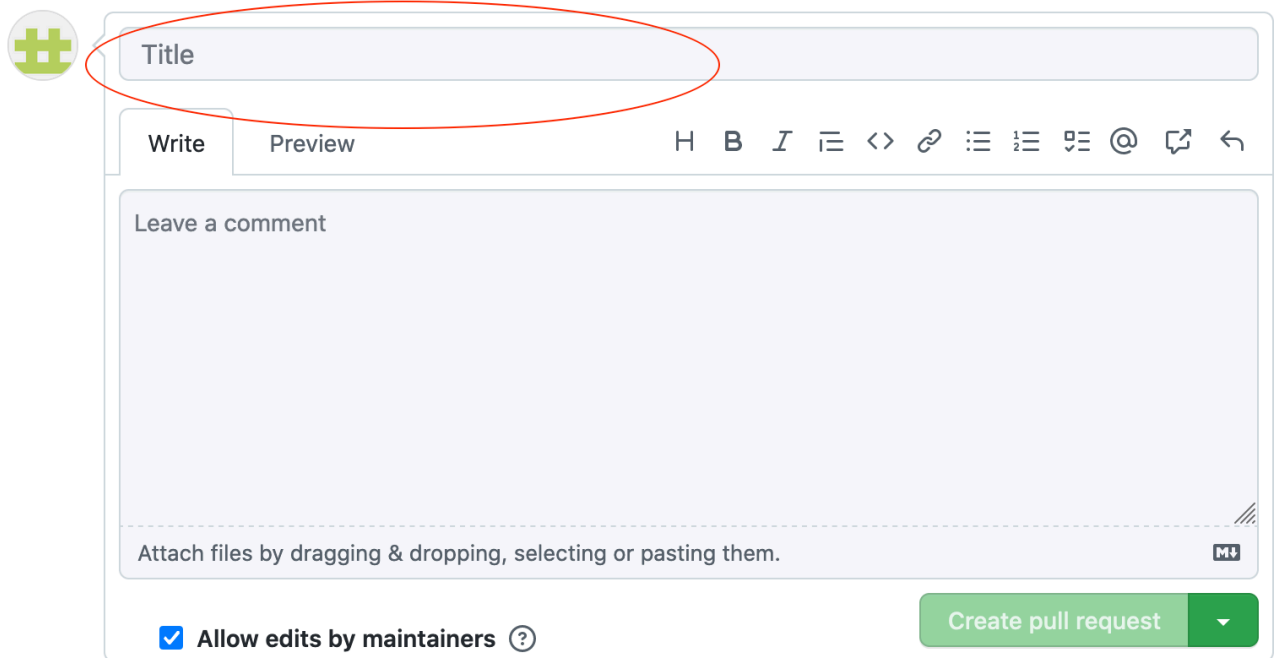 Title
Write Preview H B I <> @
Leave a comment
Attach files by dragging & dropping, selecting or pasting them.
M↓
Allow edits by maintainers ?
Create pull request